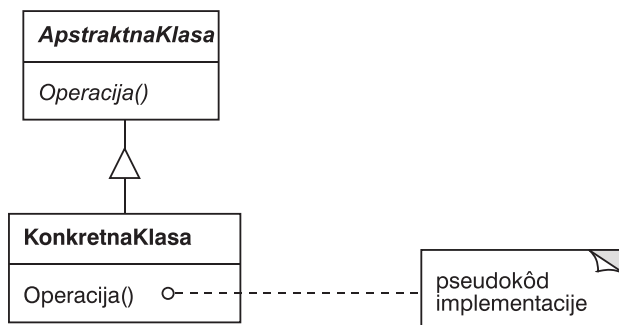 ApstraktnaKlasa
Operacija()
KonkretnaKlasa
Operacija()
pseudokôd
implementacije